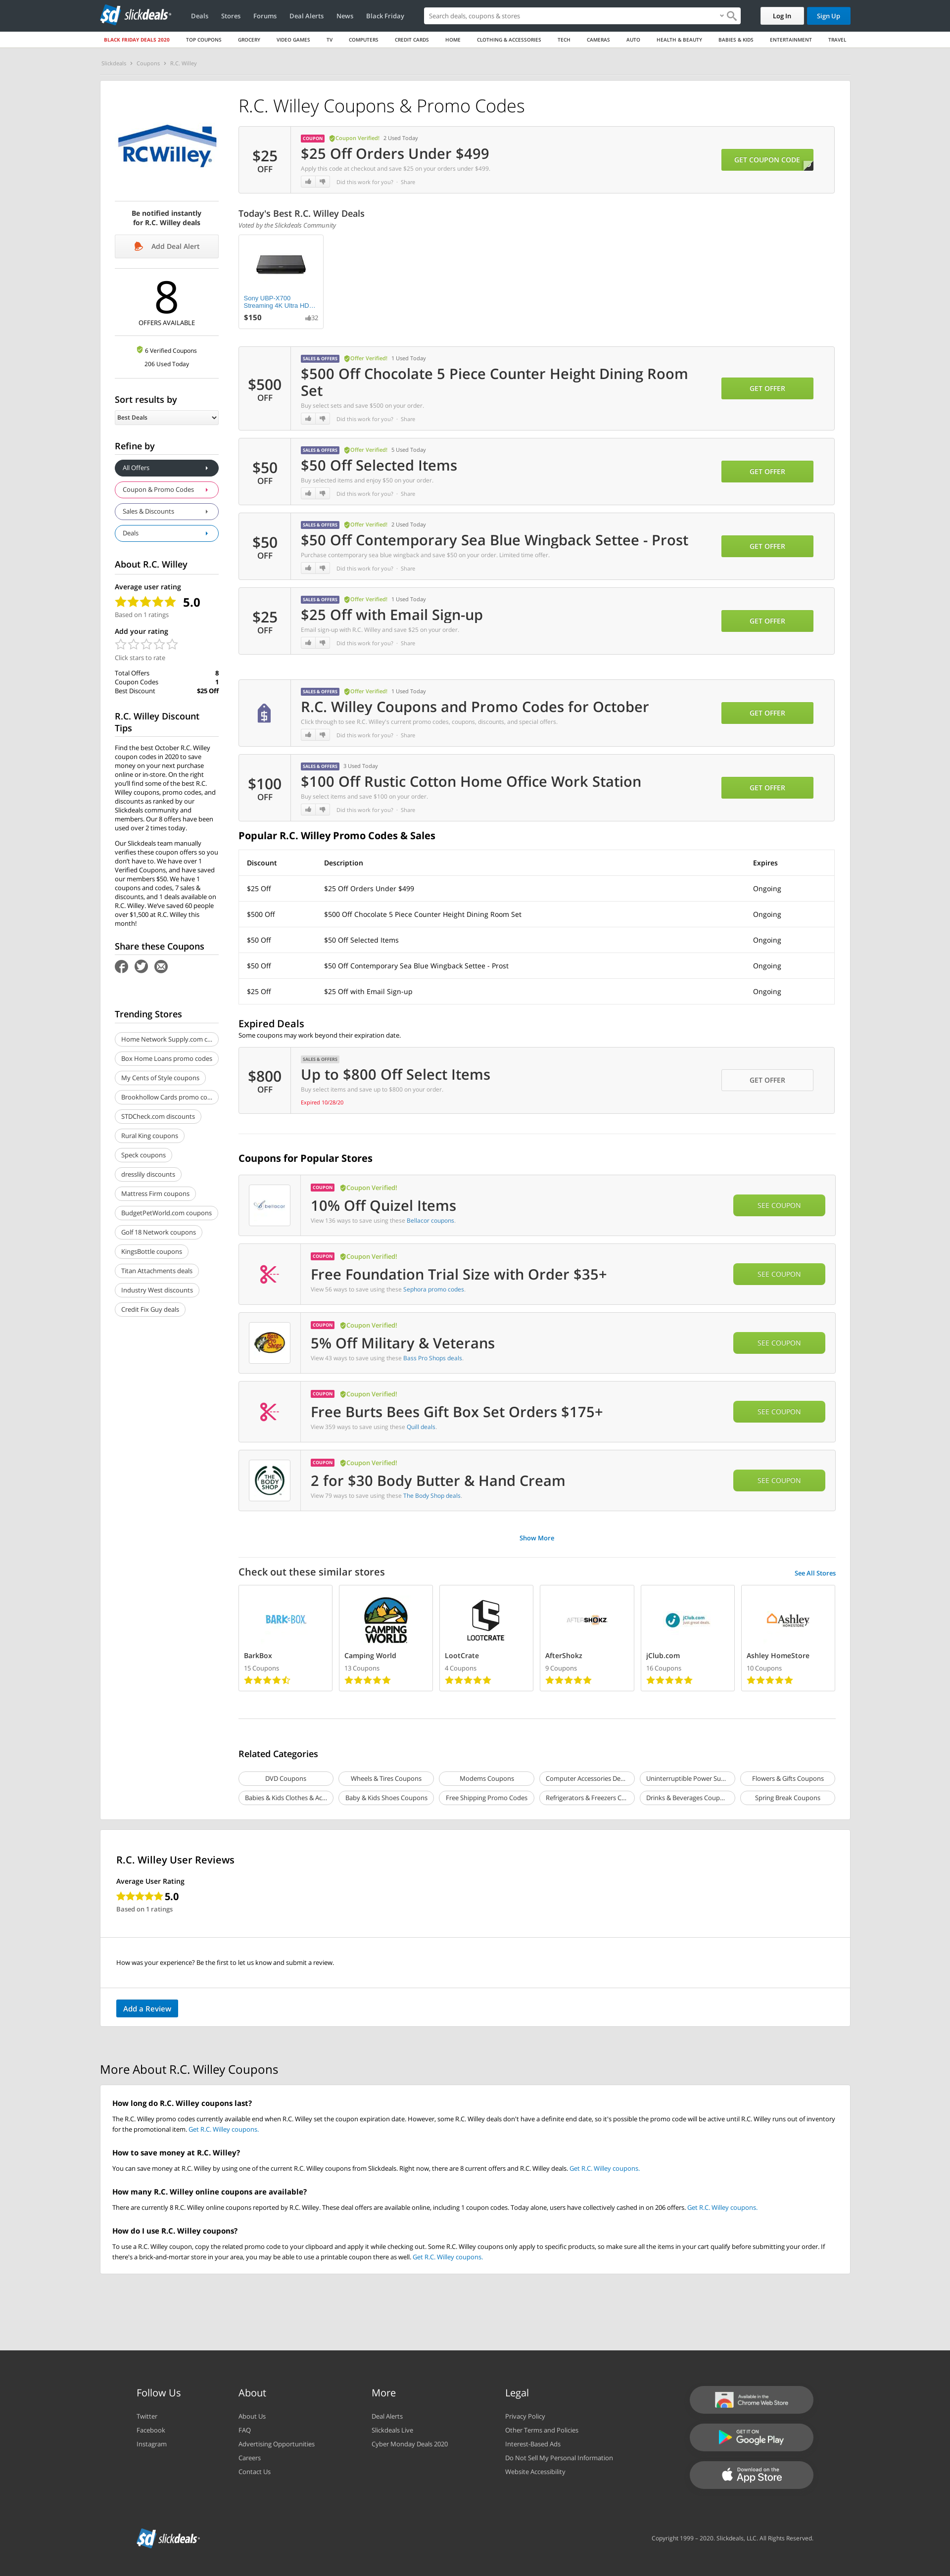 slickdeals
Deals Stores Forums Deal Alerts News Black Friday
Search deals, coupons & stores
Log In Sign Up
BLACK FRIDAY DEALS 2020 TOP COUPONS GROCERY VIDEO GAMES TV COMPUTERS CREDIT CARDS HOME CLOTHING & ACCESSORIES TECH CAMERAS AUTO HEALTH & BEAUTY BABIES & KIDS ENTERTAINMENT TRAVEL
Slickdeals › Coupons › R.C. Willey
RCWilley
Be notified instantly
for R.C. Willey deals
Add Deal Alert
8
OFFERS AVAILABLE
6 Verified Coupons
206 Used Today
Sort results by
Best Deals
Refine by
All Offers
Coupon & Promo Codes
Sales & Discounts
Deals
About R.C. Willey
Average user rating
5.0
Based on 1 ratings
Add your rating
Click stars to rate
Total Offers 8
Coupon Codes 1
Best Discount $25 Off
R.C. Willey Discount
Tips
Find the best October R.C. Willey
coupon codes in 2020 to save
money on your next purchase
online or in-store. On the right
you'll find some of the best R.C.
Willey coupons, promo codes, and
discounts as ranked by our
Slickdeals community and
members. Our 8 offers have been
used over 2 times today.
Our Slickdeals team manually
verifies these coupon offers so you
don't have to. We have over 1
Verified Coupons, and have saved
our members $50. We have 1
coupons and codes, 7 sales &
discounts, and 1 deals available on
R.C. Willey. We've saved 60 people
over $1,500 at R.C. Willey this
month!
Share these Coupons
Trending Stores
Home Network Supply.com c...
Box Home Loans promo codes
My Cents of Style coupons
Brookhollow Cards promo co...
STDCheck.com discounts
Rural King coupons
Speck coupons
dresslily discounts
Mattress Firm coupons
BudgetPetWorld.com coupons
Golf 18 Network coupons
KingsBottle coupons
Titan Attachments deals
Industry West discounts
Credit Fix Guy deals
R.C. Willey Coupons & Promo Codes
$25
OFF
COUPON Coupon Verified! 2 Used Today
$25 Off Orders Under $499
Apply this code at checkout and save $25 on your orders under $499.
Did this work for you? · Share
GET COUPON CODE
Today's Best R.C. Willey Deals
Voted by the Slickdeals Community
Sony UBP-X700
Streaming 4K Ultra HD...
$150 32
$500
OFF
SALES & OFFERS Offer Verified! 1 Used Today
$500 Off Chocolate 5 Piece Counter Height Dining Room
Set
Buy select sets and save $500 on your order.
Did this work for you? · Share
GET OFFER
$50
OFF
SALES & OFFERS Offer Verified! 5 Used Today
$50 Off Selected Items
Buy selected items and enjoy $50 on your order.
Did this work for you? · Share
GET OFFER
$50
OFF
SALES & OFFERS Offer Verified! 2 Used Today
$50 Off Contemporary Sea Blue Wingback Settee - Prost
Purchase contemporary sea blue wingback and save $50 on your order. Limited time offer.
Did this work for you? · Share
GET OFFER
$25
OFF
SALES & OFFERS Offer Verified! 1 Used Today
$25 Off with Email Sign-up
Email sign-up with R.C. Willey and save $25 on your order.
Did this work for you? · Share
GET OFFER
SALES & OFFERS Offer Verified! 1 Used Today
R.C. Willey Coupons and Promo Codes for October
Click through to see R.C. Willey's current promo codes, coupons, discounts, and special offers.
Did this work for you? · Share
GET OFFER
$100
OFF
SALES & OFFERS 3 Used Today
$100 Off Rustic Cotton Home Office Work Station
Buy select items and save $100 on your order.
Did this work for you? · Share
GET OFFER
Popular R.C. Willey Promo Codes & Sales
Discount Description Expires
$25 Off $25 Off Orders Under $499 Ongoing
$500 Off $500 Off Chocolate 5 Piece Counter Height Dining Room Set Ongoing
$50 Off $50 Off Selected Items Ongoing
$50 Off $50 Off Contemporary Sea Blue Wingback Settee - Prost Ongoing
$25 Off $25 Off with Email Sign-up Ongoing
Expired Deals
Some coupons may work beyond their expiration date.
$800
OFF
SALES & OFFERS
Up to $800 Off Select Items
Buy select items and save up to $800 on your order.
Expired 10/28/20
GET OFFER
Coupons for Popular Stores
COUPON Coupon Verified!
10% Off Quizel Items
View 136 ways to save using these Bellacor coupons.
SEE COUPON
COUPON Coupon Verified!
Free Foundation Trial Size with Order $35+
View 56 ways to save using these Sephora promo codes.
SEE COUPON
Bass Pro Shops
COUPON Coupon Verified!
5% Off Military & Veterans
View 43 ways to save using these Bass Pro Shops deals.
SEE COUPON
COUPON Coupon Verified!
Free Burts Bees Gift Box Set Orders $175+
View 359 ways to save using these Quill deals.
SEE COUPON
THE BODY SHOP
COUPON Coupon Verified!
2 for $30 Body Butter & Hand Cream
View 79 ways to save using these The Body Shop deals.
SEE COUPON
Show More
Check out these similar stores
See All Stores
BARKBOX
BarkBox
15 Coupons
CAMPING WORLD
Camping World
13 Coupons
LOOTCRATE
LootCrate
4 Coupons
AFTERSHOKZ
AfterShokz
9 Coupons
jClub.com
Just great deals.
jClub.com
16 Coupons
Ashley
HOMESTORE
Ashley HomeStore
10 Coupons
Related Categories
DVD Coupons Wheels & Tires Coupons Modems Coupons Computer Accessories De... Uninterruptible Power Su... Flowers & Gifts Coupons
Babies & Kids Clothes & Ac... Baby & Kids Shoes Coupons Free Shipping Promo Codes Refrigerators & Freezers C... Drinks & Beverages Coup... Spring Break Coupons
R.C. Willey User Reviews
Average User Rating
5.0
Based on 1 ratings
How was your experience? Be the first to let us know and submit a review.
Add a Review
More About R.C. Willey Coupons
How long do R.C. Willey coupons last?
The R.C. Willey promo codes currently available end when R.C. Willey set the coupon expiration date. However, some R.C. Willey deals don't have a definite end date, so it's possible the promo code will be active until R.C. Willey runs out of inventory
for the promotional item. Get R.C. Willey coupons.
How to save money at R.C. Willey?
You can save money at R.C. Willey by using one of the current R.C. Willey coupons from Slickdeals. Right now, there are 8 current offers and R.C. Willey deals. Get R.C. Willey coupons.
How many R.C. Willey online coupons are available?
There are currently 8 R.C. Willey online coupons reported by R.C. Willey. These deal offers are available online, including 1 coupon codes. Today alone, users have collectively cashed in on 206 offers. Get R.C. Willey coupons.
How do I use R.C. Willey coupons?
To use a R.C. Willey coupon, copy the related promo code to your clipboard and apply it while checking out. Some R.C. Willey coupons only apply to specific products, so make sure all the items in your cart qualify before submitting your order. If
there's a brick-and-mortar store in your area, you may be able to use a printable coupon there as well. Get R.C. Willey coupons.
Follow Us
Twitter
Facebook
Instagram
About
About Us
FAQ
Advertising Opportunities
Careers
Contact Us
More
Deal Alerts
Slickdeals Live
Cyber Monday Deals 2020
Legal
Privacy Policy
Other Terms and Policies
Interest-Based Ads
Do Not Sell My Personal Information
Website Accessibility
Available in the
Chrome Web Store
GET IT ON
Google Play
Download on the
App Store
slickdeals
Copyright 1999 – 2020. Slickdeals, LLC. All Rights Reserved.